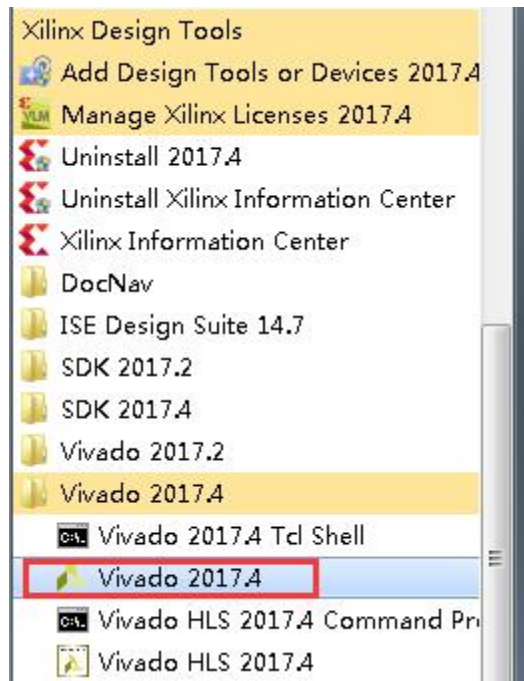 Xilinx Design Tools
Add Design Tools or Devices 2017.4
Manage Xilinx Licenses 2017.4
Uninstall 2017.4
Uninstall Xilinx Information Center
Xilinx Information Center
DocNav
ISE Design Suite 14.7
SDK 2017.2
SDK 2017.4
Vivado 2017.2
Vivado 2017.4
Vivado 2017.4 Tcl Shell
Vivado 2017.4
Vivado HLS 2017.4 Command Pr
Vivado HLS 2017.4